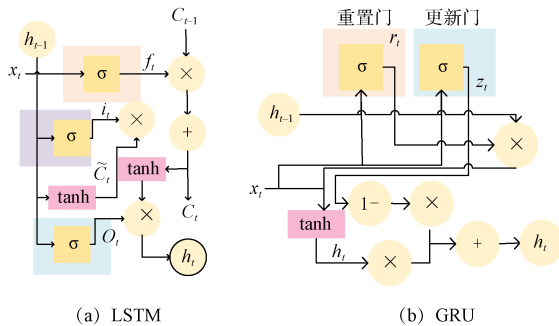 h_{t-1}
C_{t-1}
x_t
σ
f_t
×
i_t
σ
×
+
C̃_t
tanh
tanh
C_t
σ
O_t
×
h_t
(a) LSTM
重置门
更新门
r_t
σ
σ
z_t
h_{t-1}
×
x_t
1-
×
tanh
h_t
×
+
h_t
(b) GRU